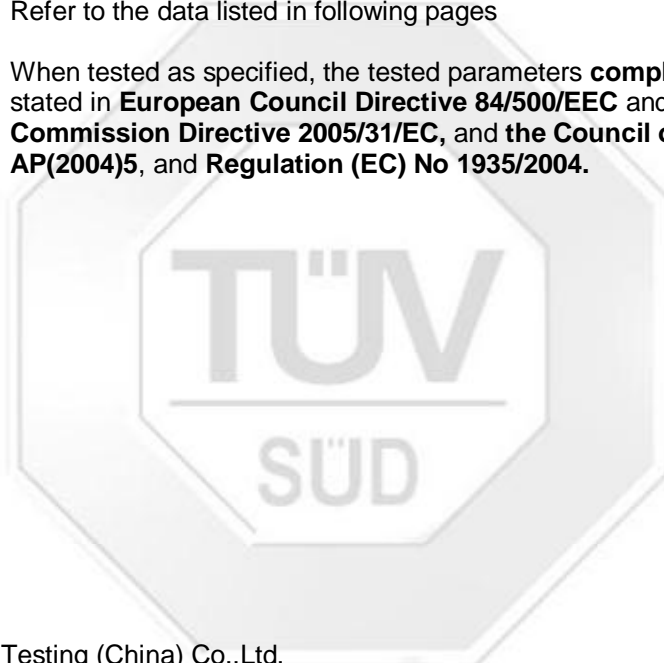 Refer to the data listed in following pages
When tested as specified, the tested parameters
stated in European Council Directive 84/500/EEC and
Commission Directive 2005/31/EC, and the Council
AP(2004)5, and Regulation (EC) No 1935/2004.
TÜV
SÜD
Testing (China) Co.,Ltd.